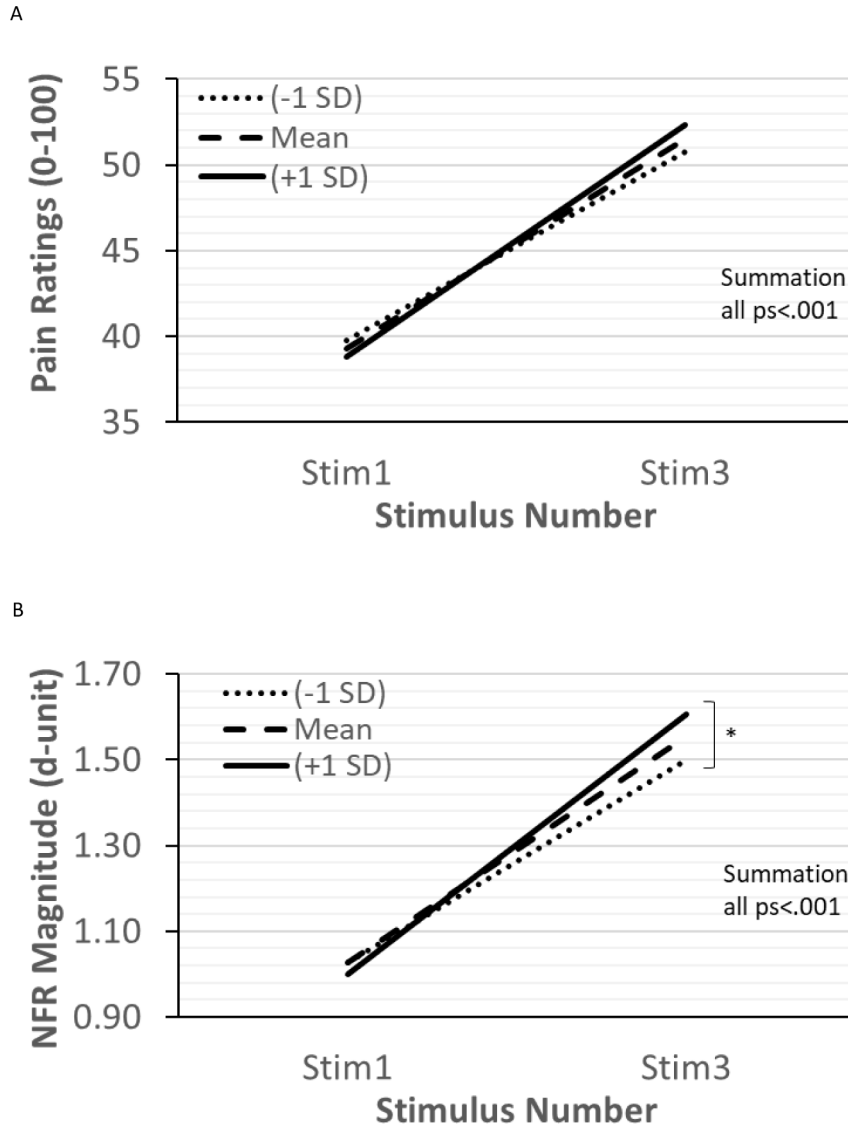 A
Pain Ratings (0-100)
55
50
45
40
35
(-1 SD)
Mean
(+1 SD)
Summation
all ps<.001
Stim1
Stim3
Stimulus Number
B
NFR Magnitude (d-unit)
1.70
1.50
1.30
1.10
0.90
(-1 SD)
Mean
(+1 SD)
*
Summation
all ps<.001
Stim1
Stim3
Stimulus Number